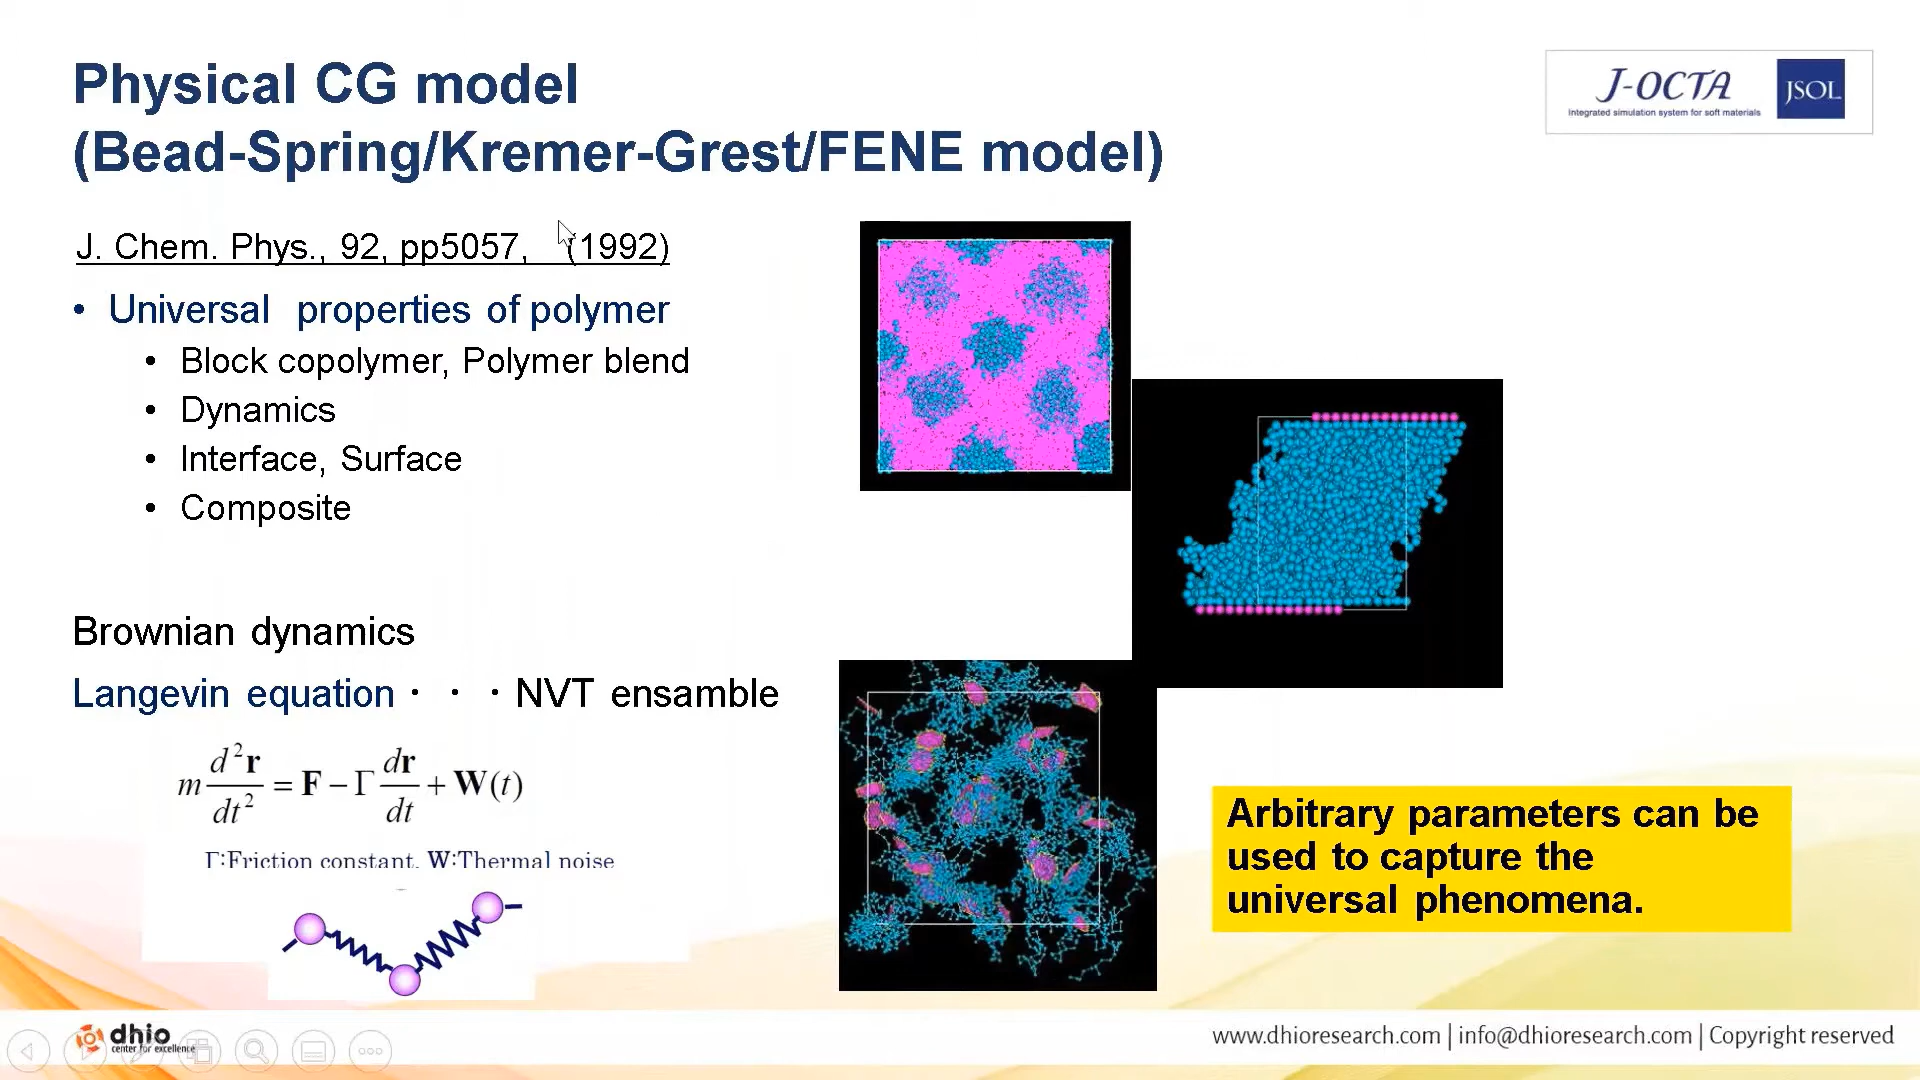 Physical CG model
(Bead-Spring/Kremer-Grest/FENE model)
J-OCTA
Integrated simulation system for soft materials
JSOL
J. Chem. Phys., 92, pp5057, (1992)
• Universal properties of polymer
• Block copolymer, Polymer blend
• Dynamics
• Interface, Surface
• Composite
Brownian dynamics
Langevin equation・・・NVT ensamble
m d²r/dt² = F − Γ dr/dt + W(t)
Γ:Friction constant, W:Thermal noise
Arbitrary parameters can be
used to capture the
universal phenomena.
dhio
center for excellence
www.dhioresearch.com | info@dhioresearch.com | Copyright reserved